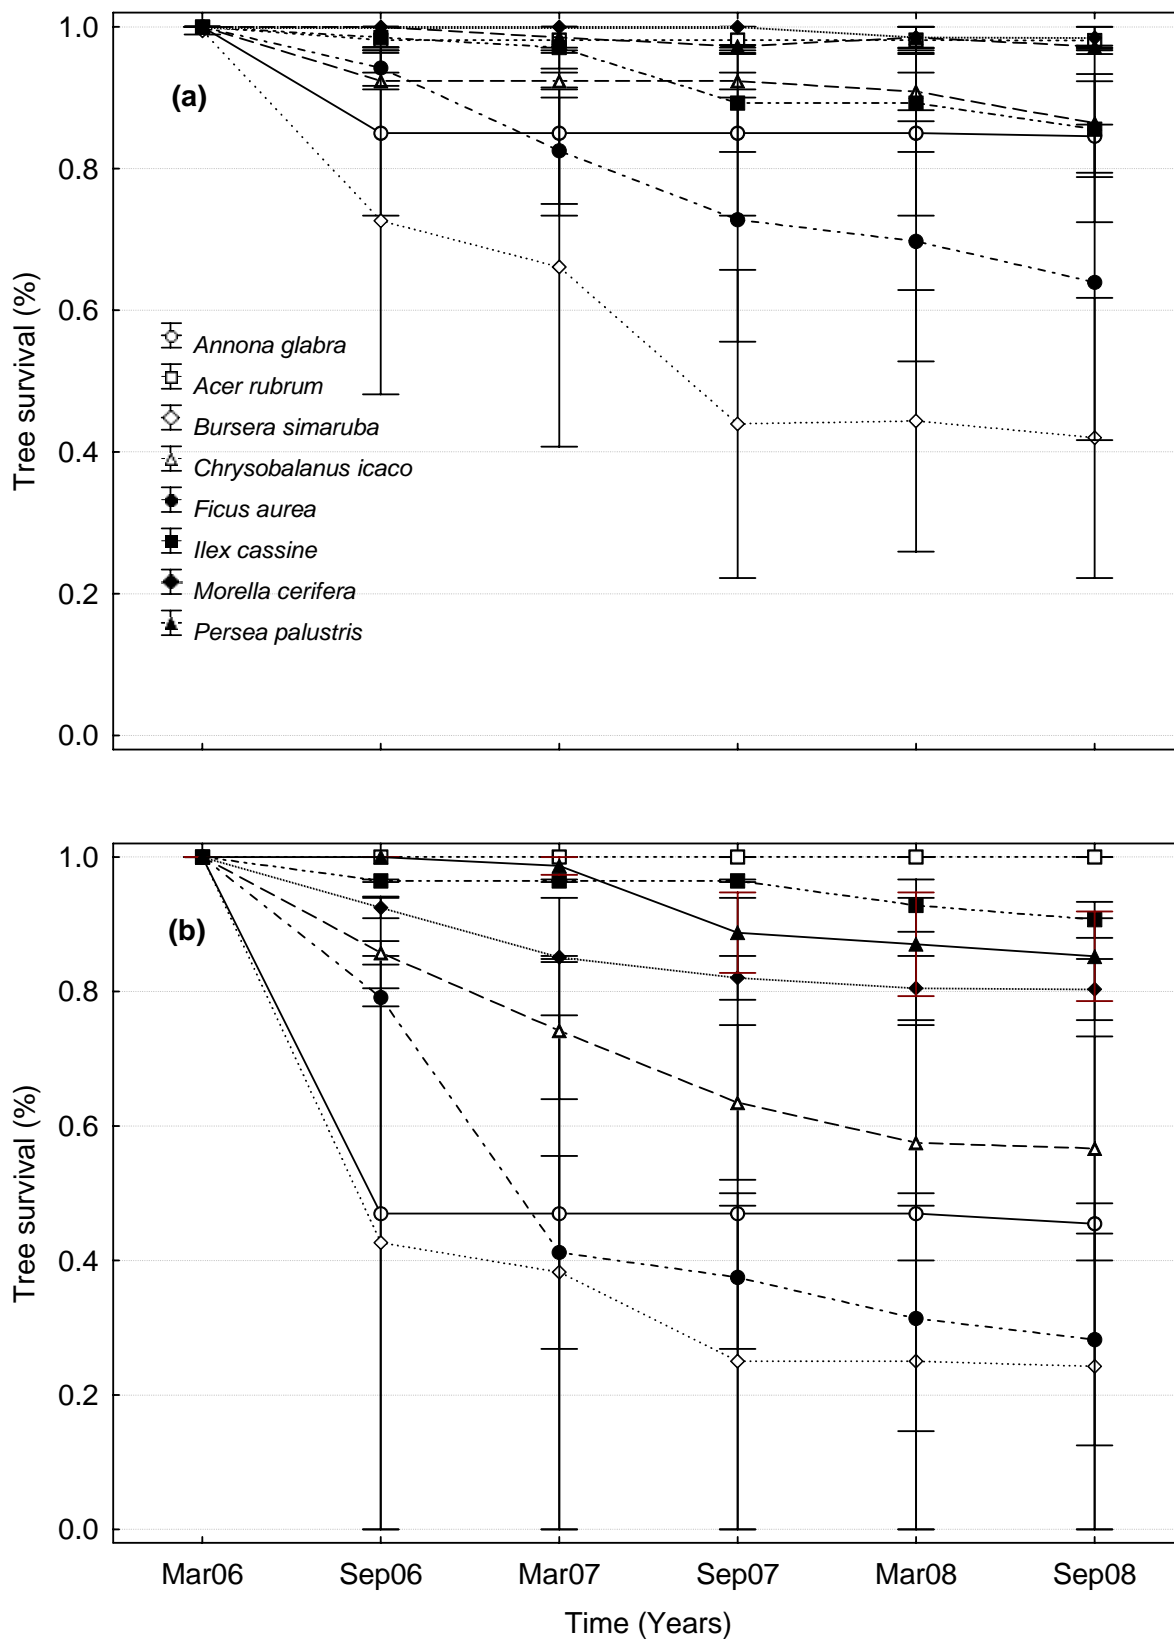 1.0
(a)
0.8
0.6
0.4
0.2
0.0
Tree survival (%)
Annona glabra
Acer rubrum
Bursera simaruba
Chrysobalanus icaco
Ficus aurea
Ilex cassine
Morella cerifera
Persea palustris
1.0
(b)
0.8
0.6
0.4
0.2
0.0
Tree survival (%)
Mar06 Sep06 Mar07 Sep07 Mar08 Sep08
Time (Years)